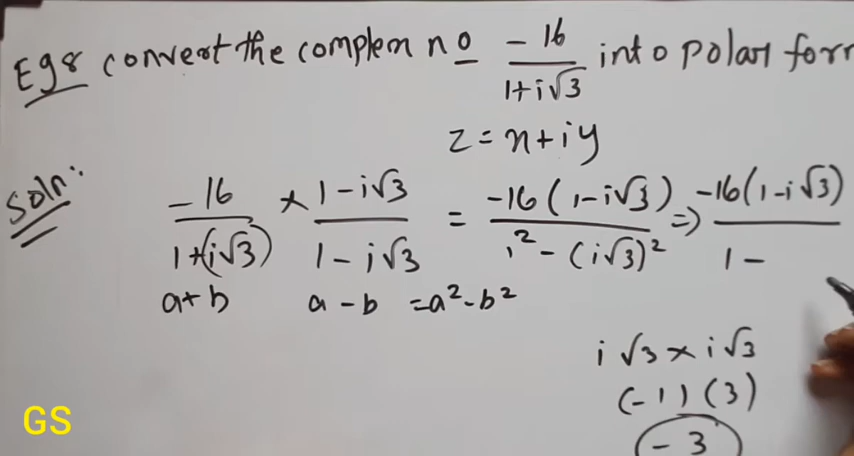 Eg 8 convert the complex no -16/(1+i√3) into polar form
z = x+iy
Soln: -16/(1+(i√3)) × (1-i√3)/(1-i√3) = -16(1-i√3)/(1² - (i√3)²) ⇒ -16(1-i√3)/(1-
a+b a-b =a²-b²
i√3 × i√3
(-1)(3)
-3
GS